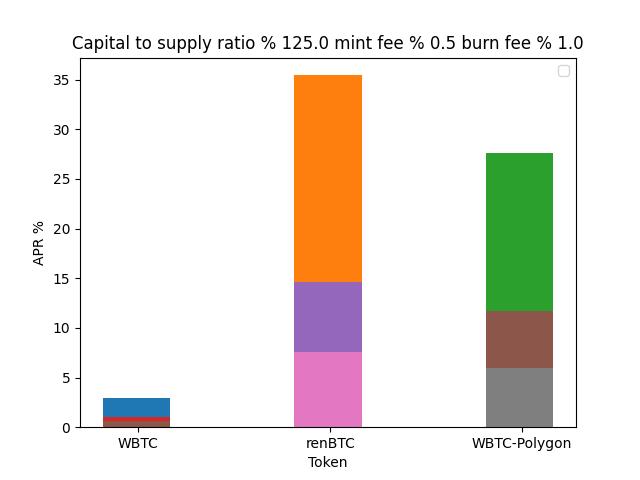 Capital to supply ratio % 125.0 mint fee % 0.5 burn fee % 1.0
35
30
25
20
15
10
5
0
APR %
WBTC renBTC WBTC-Polygon
Token